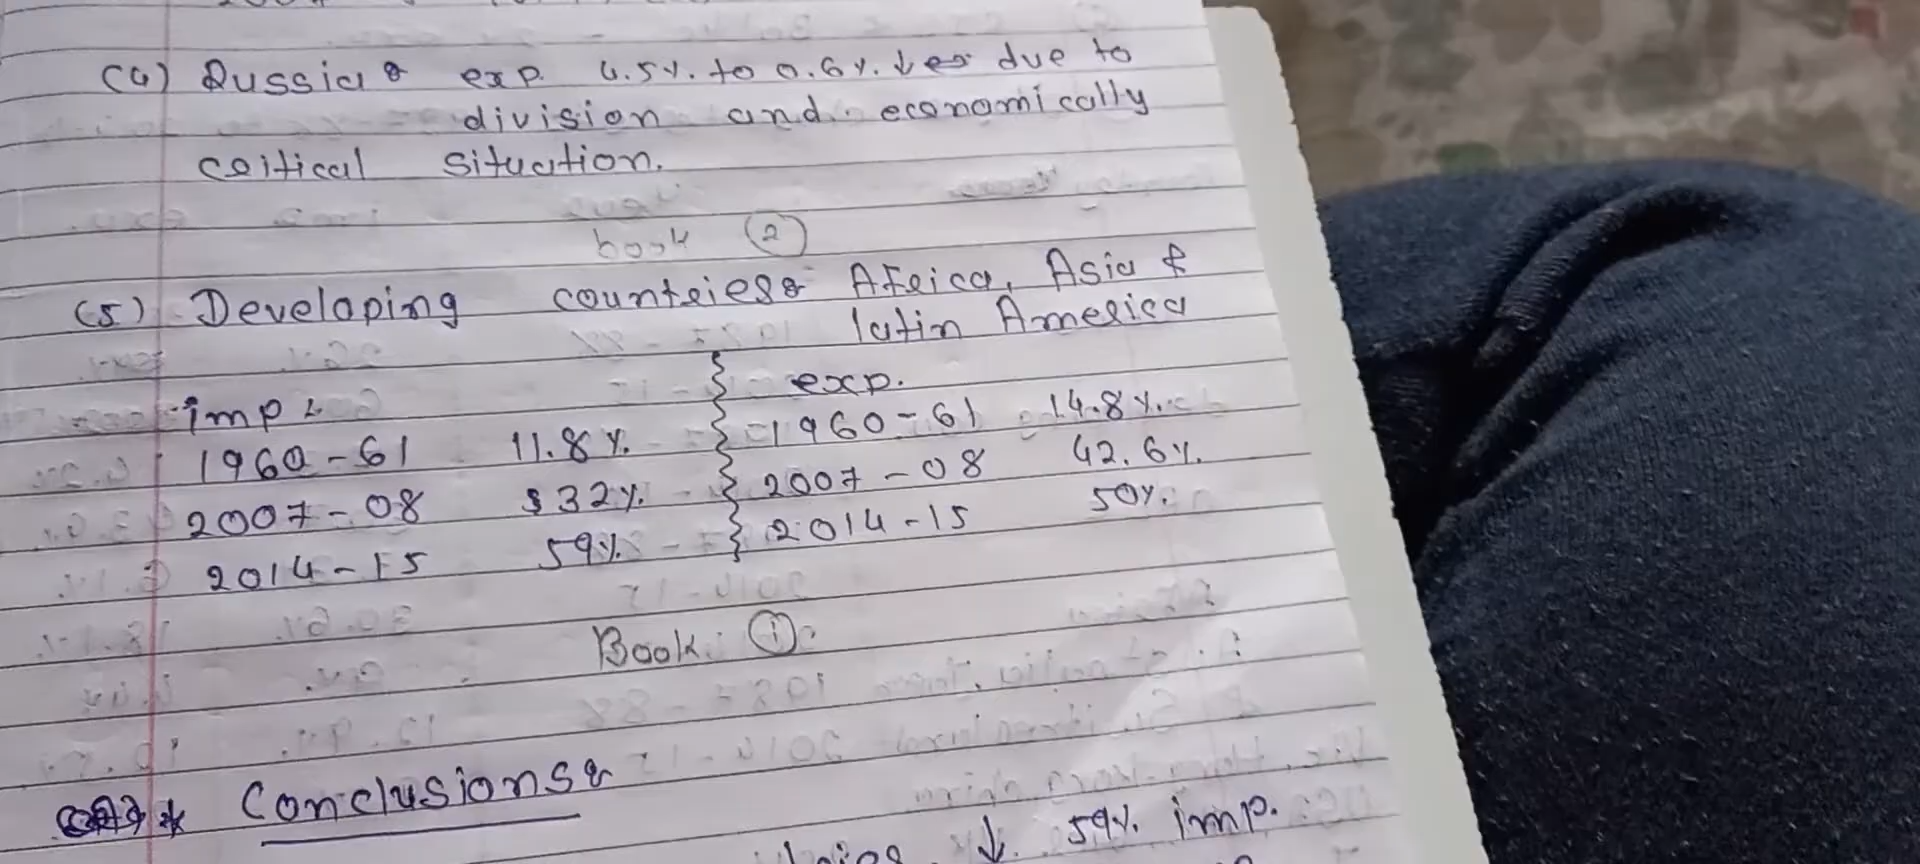 (4) Russia: exp. 4.5%. to 0.6%. ↓es due to
division and economically
critical situation.
book (2)
(5) Developing countries: Africa, Asia &
latin America
imp:
exp.
1960-61 11.8%.
1960-61 14.8%.
2007-08 $32%.
2007-08 42.6%.
2014-15 59%.
2014-15 50%.
Book: (1)
* Conclusions:
↓ 59%. imp.